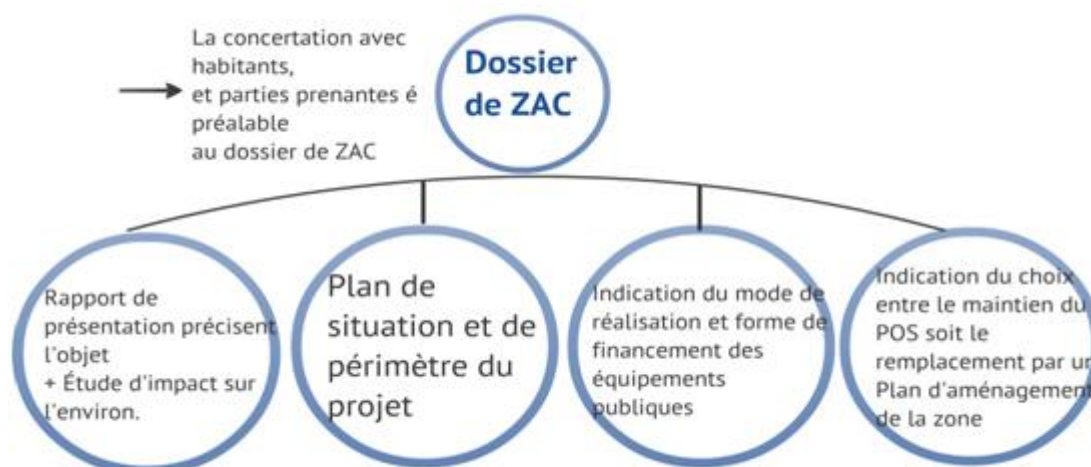 La concertation avec
habitants,
et parties prenantes é
préalable
au dossier de ZAC
Dossier
de ZAC
Rapport de
présentation précisent
l'objet
+ Étude d'impact sur
l'environ.
Plan de
situation et de
périmètre du
projet
Indication du mode de
réalisation et forme de
financement des
équipements
publiques
Indication du choix
entre le maintien du
POS soit le
remplacement par un
Plan d'aménagement
de la zone